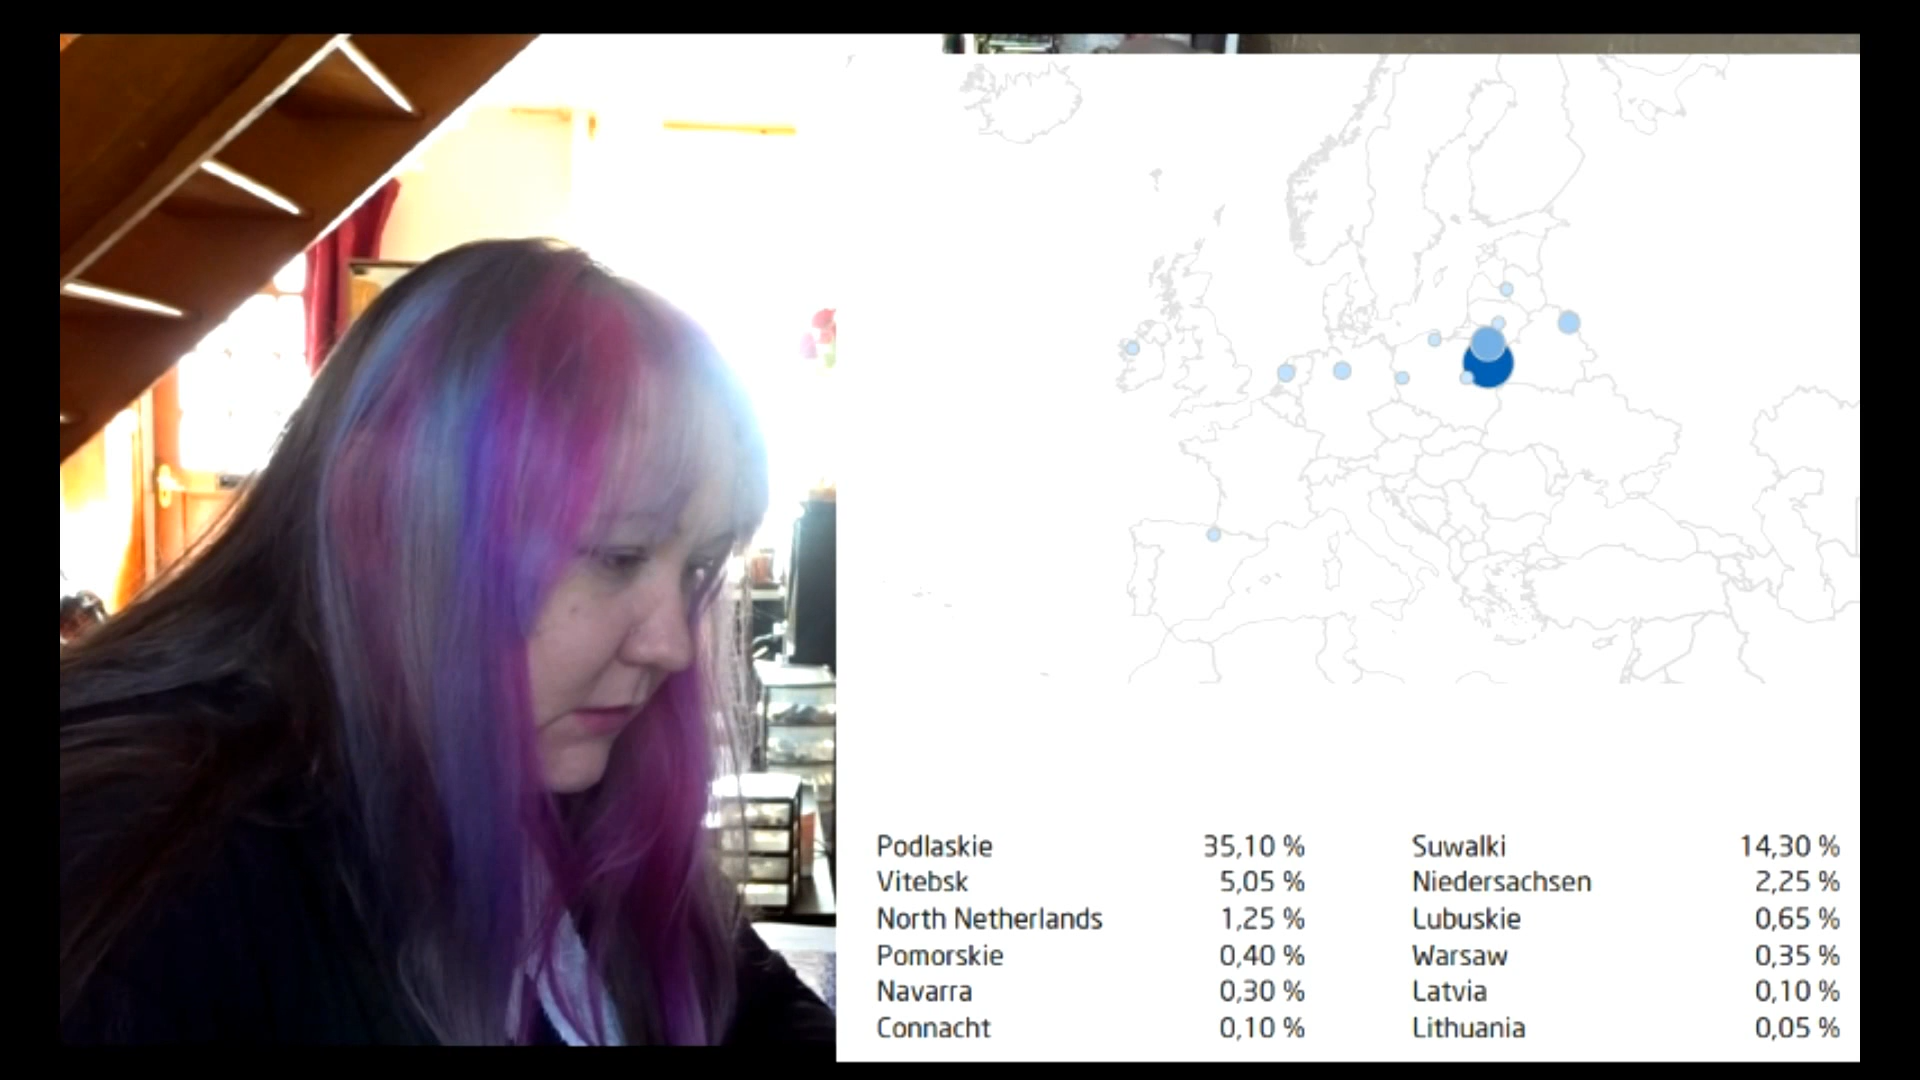 Podlaskie 35,10 % Suwalki 14,30 %
Vitebsk 5,05 % Niedersachsen 2,25 %
North Netherlands 1,25 % Lubuskie 0,65 %
Pomorskie 0,40 % Warsaw 0,35 %
Navarra 0,30 % Latvia 0,10 %
Connacht 0,10 % Lithuania 0,05 %